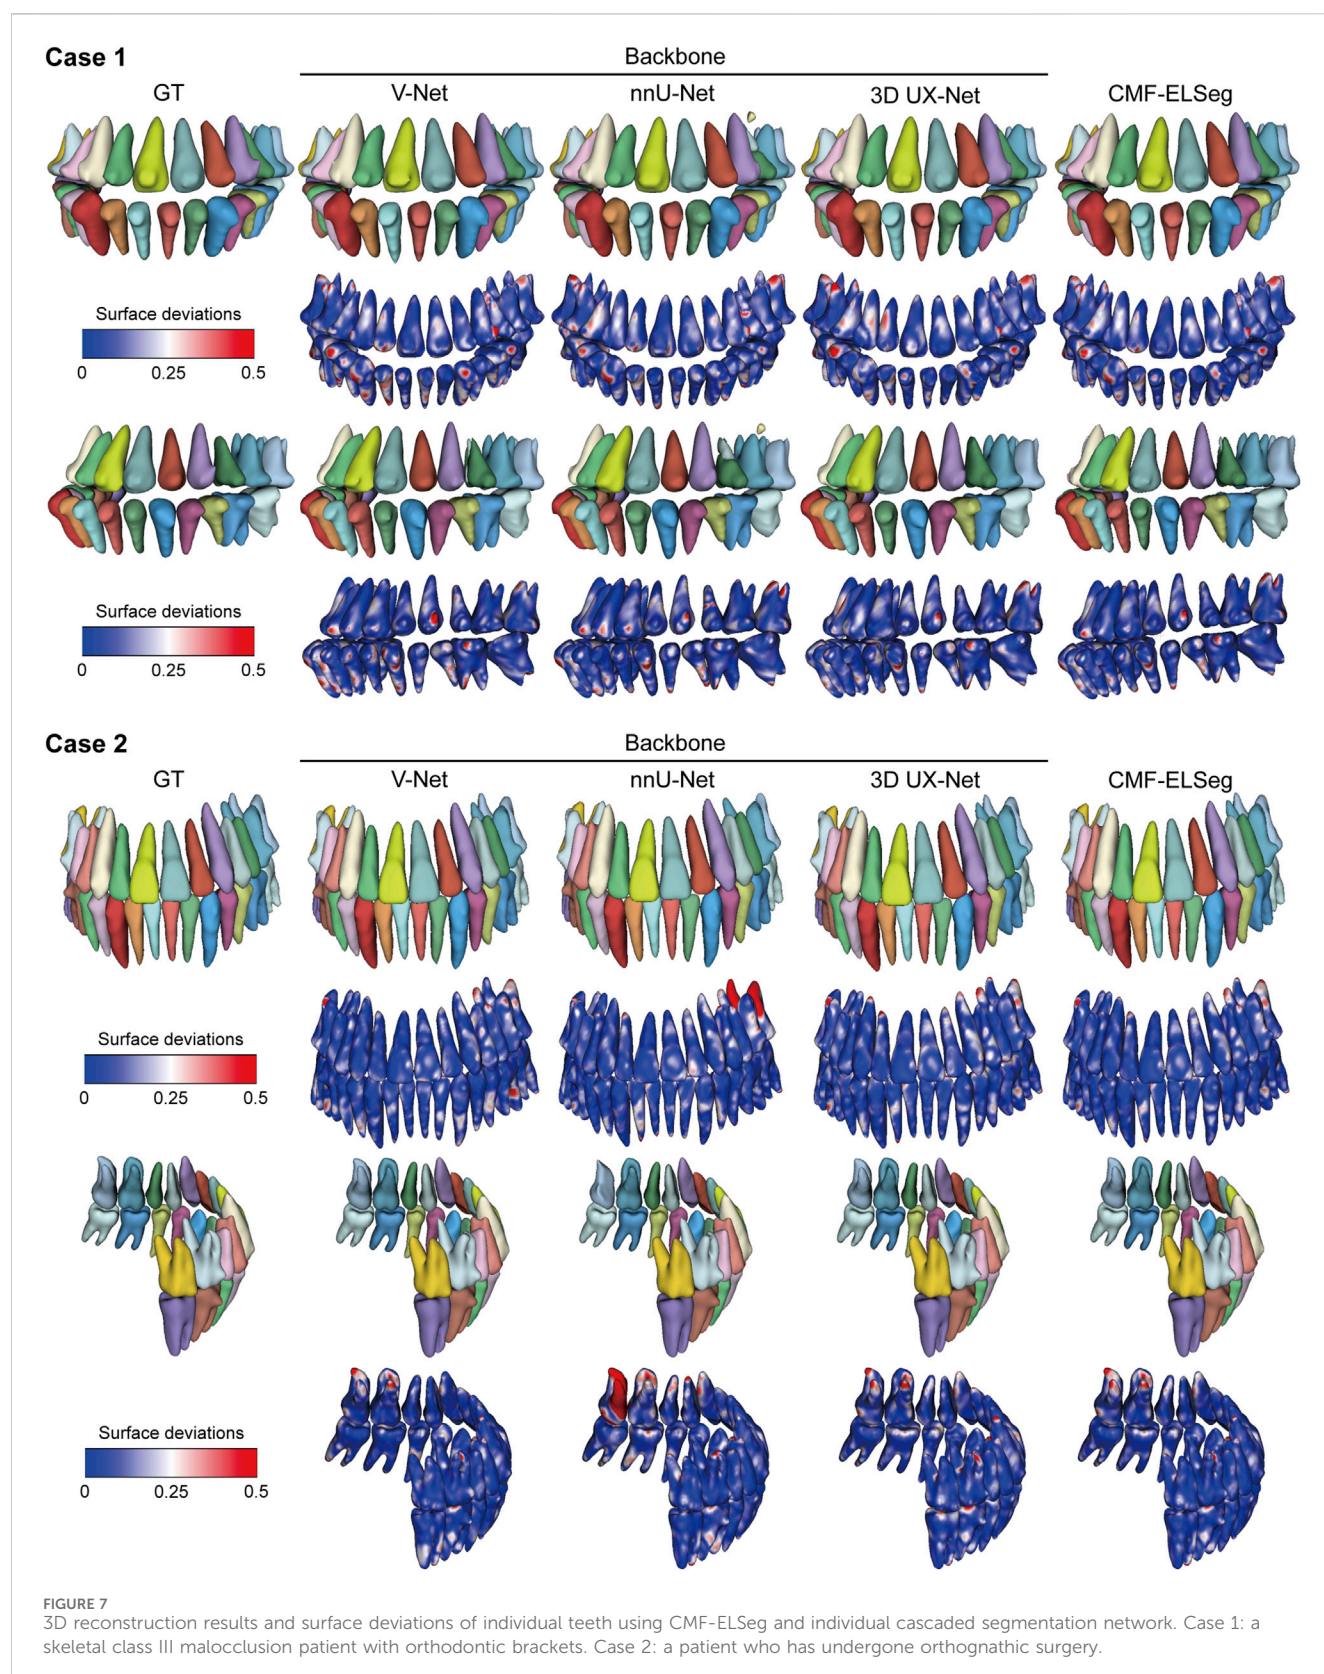 Case 1
Backbone
GT V-Net nnU-Net 3D UX-Net CMF-ELSeg
Surface deviations
0 0.25 0.5
Surface deviations
0 0.25 0.5
Case 2
Backbone
GT V-Net nnU-Net 3D UX-Net CMF-ELSeg
Surface deviations
0 0.25 0.5
Surface deviations
0 0.25 0.5
FIGURE 7
3D reconstruction results and surface deviations of individual teeth using CMF-ELSeg and individual cascaded segmentation network. Case 1: a
skeletal class III malocclusion patient with orthodontic brackets. Case 2: a patient who has undergone orthognathic surgery.